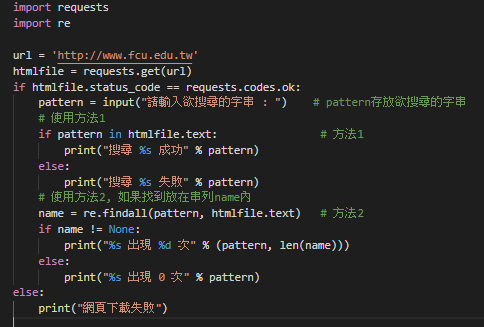 import requests
import re
url = 'http://www.fcu.edu.tw'
htmlfile = requests.get(url)
if htmlfile.status_code == requests.codes.ok:
    pattern = input("請輸入欲搜尋的字串 : ")    # pattern存放欲搜尋的字串
    # 使用方法1
    if pattern in htmlfile.text:    # 方法1
        print("搜尋 %s 成功" % pattern)
    else:
        print("搜尋 %s 失敗" % pattern)
    # 使用方法2, 如果找到放在串列name內
    name = re.findall(pattern, htmlfile.text)    # 方法2
    if name != None:
        print("%s 出現 %d 次" % (pattern, len(name)))
    else:
        print("%s 出現 0 次" % pattern)
else:
    print("網頁下載失敗")